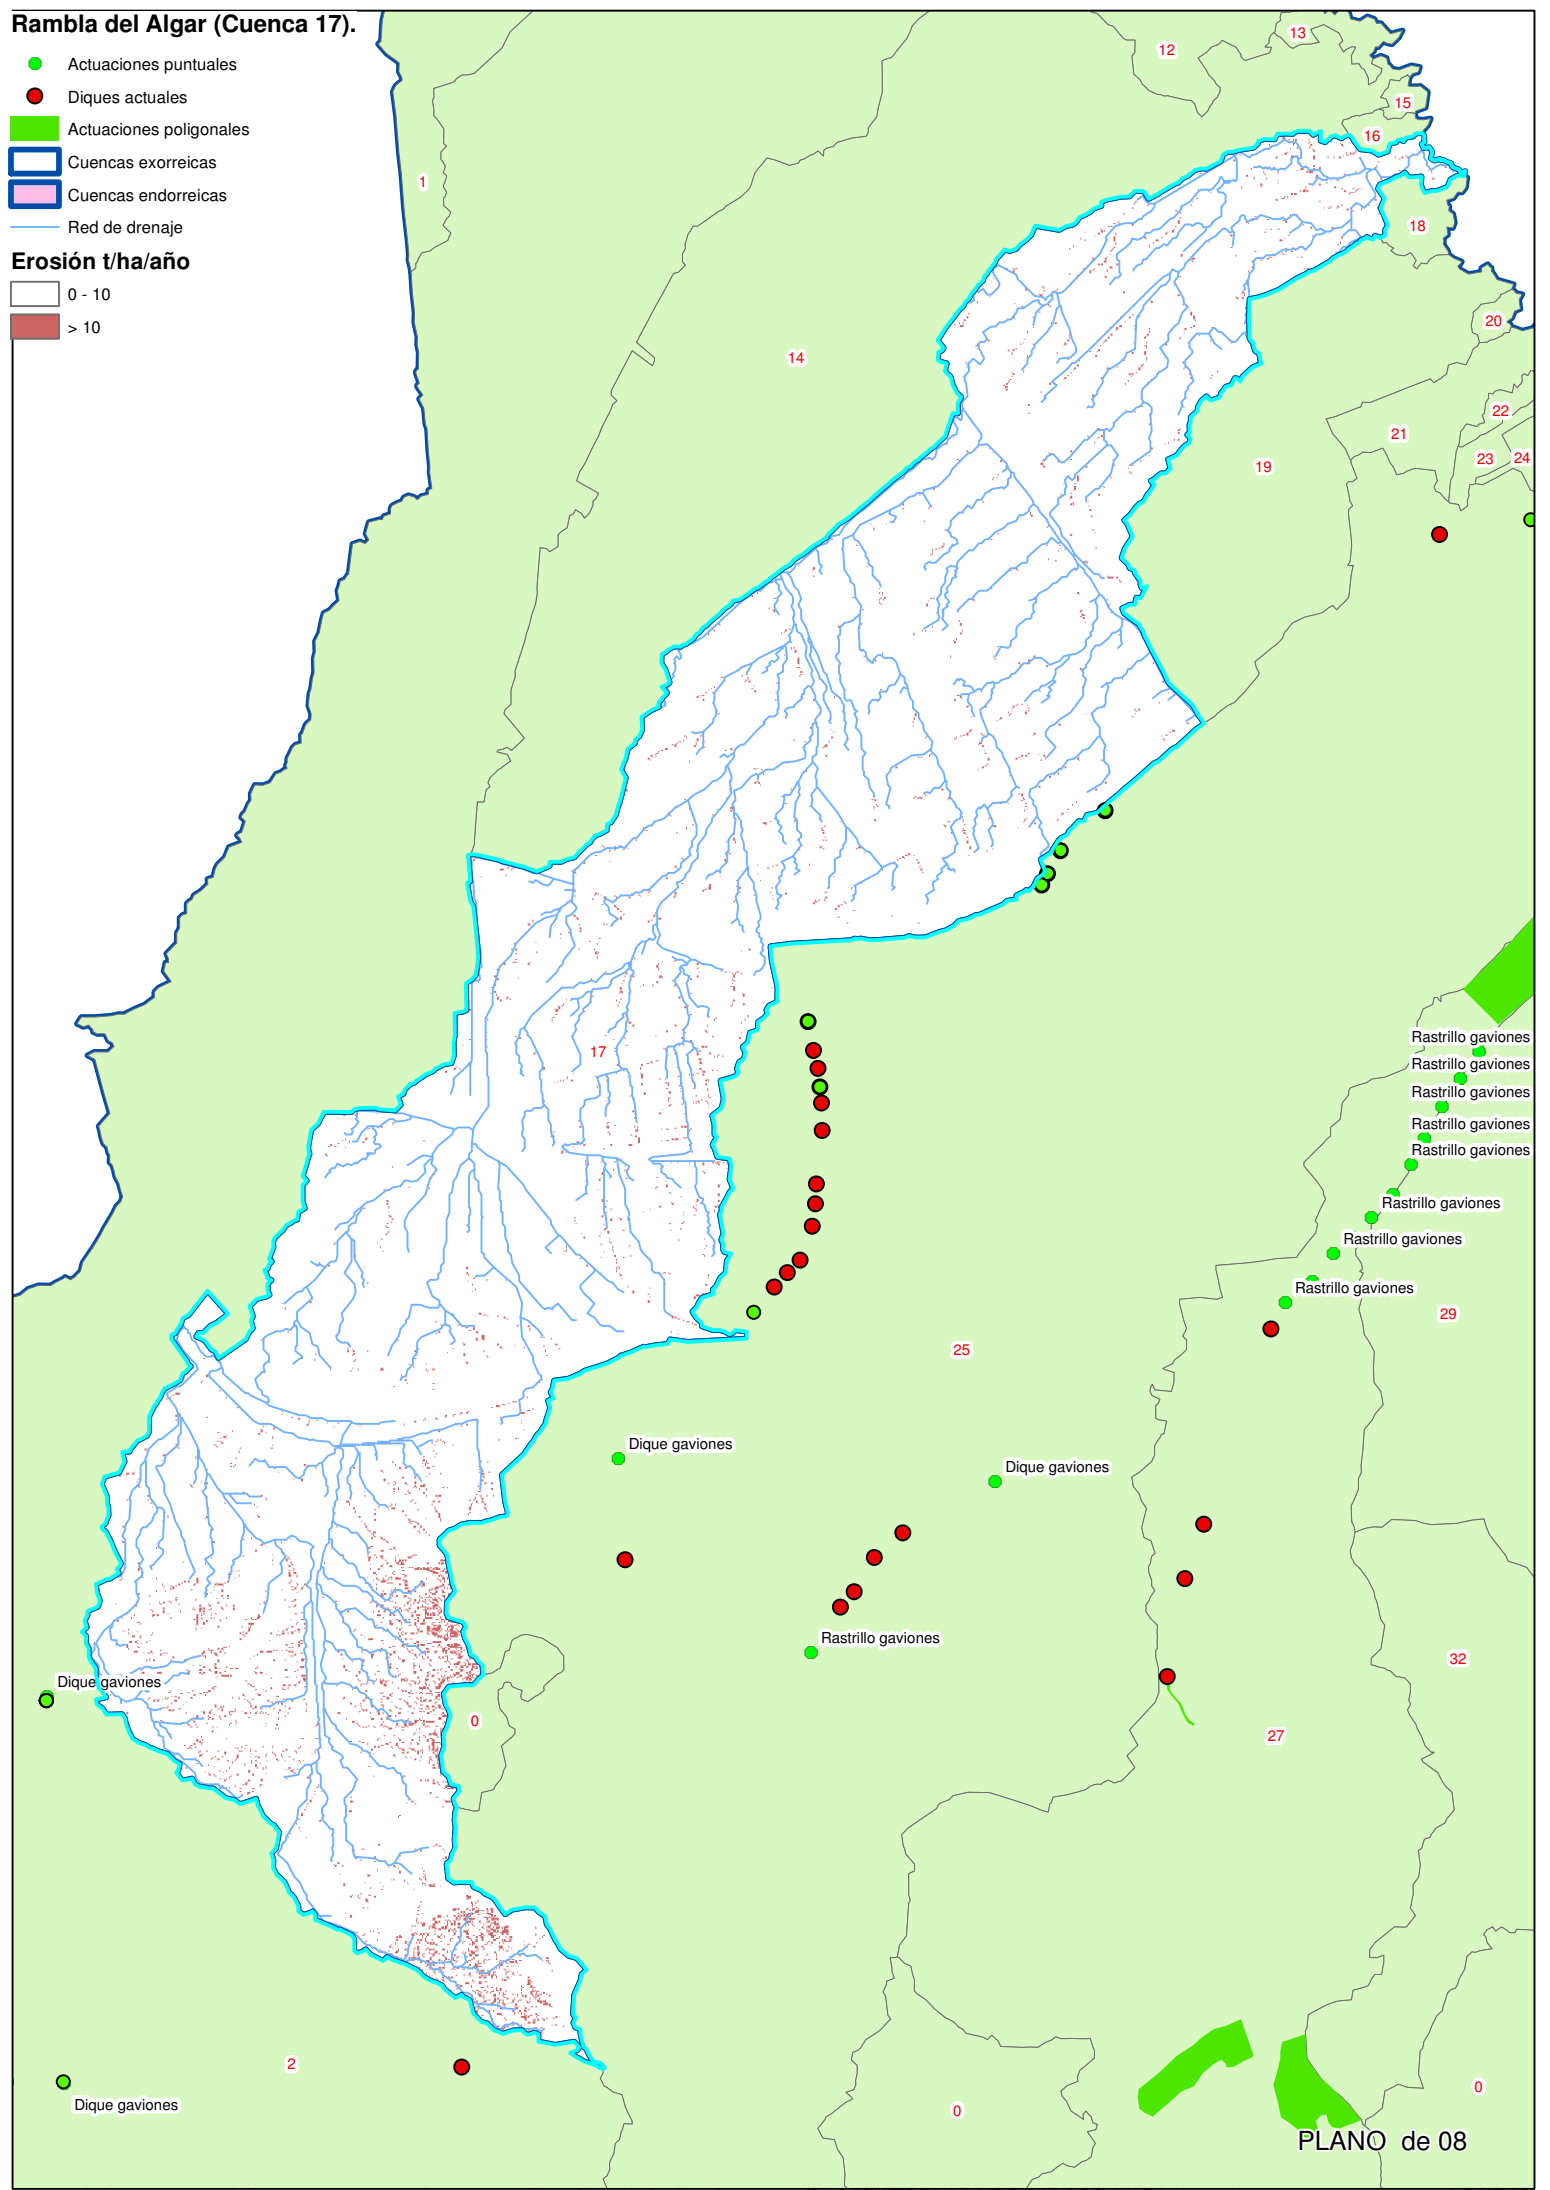 Rambla del Algar (Cuenca 17).
Actuaciones puntuales
Diques actuales
Actuaciones poligonales
Cuencas exorreicas
Cuencas endorreicas
Red de drenaje
Erosión t/ha/año
0 - 10
> 10
13
12
15
16
1
18
20
14
22
21
23
24
19
Rastrillo gaviones
17
Rastrillo gaviones
Rastrillo gaviones
Rastrillo gaviones
Rastrillo gaviones
Rastrillo gaviones
Rastrillo gaviones
Rastrillo gaviones
29
25
Dique gaviones
Dique gaviones
Rastrillo gaviones
32
Dique gaviones
0
27
2
0
0
Dique gaviones
PLANO de 08